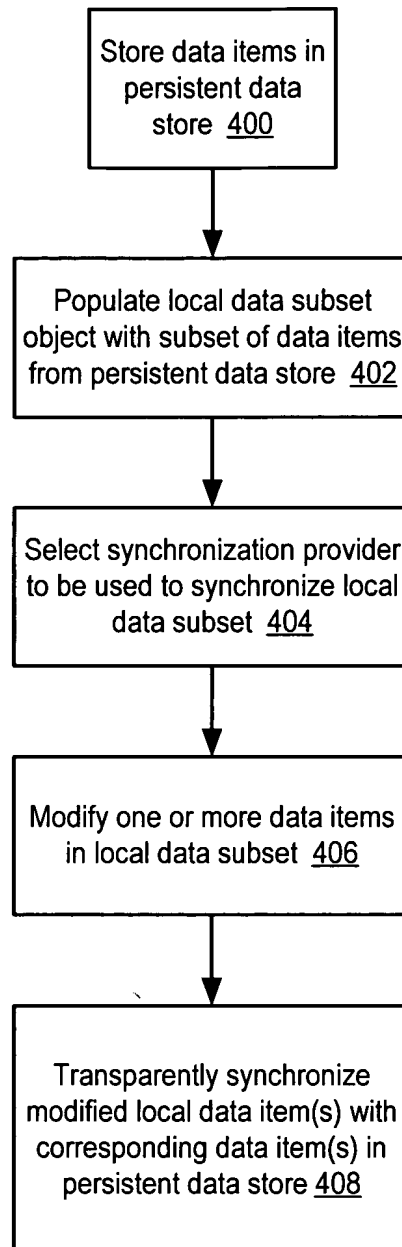 Store data items in
persistent data
store 400
Populate local data subset
object with subset of data items
from persistent data store 402
Select synchronization provider
to be used to synchronize local
data subset 404
Modify one or more data items
in local data subset 406
Transparently synchronize
modified local data item(s) with
corresponding data item(s) in
persistent data store 408